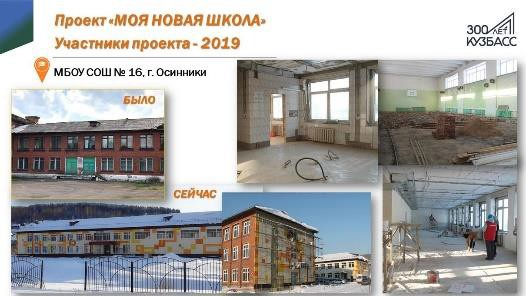 Проект «МОЯ НОВАЯ ШКОЛА»
Участники проекта - 2019
300 ЛЕТ
КУЗБАСС
МБОУ СОШ № 16, г. Осинники
БЫЛО
СЕЙЧАС